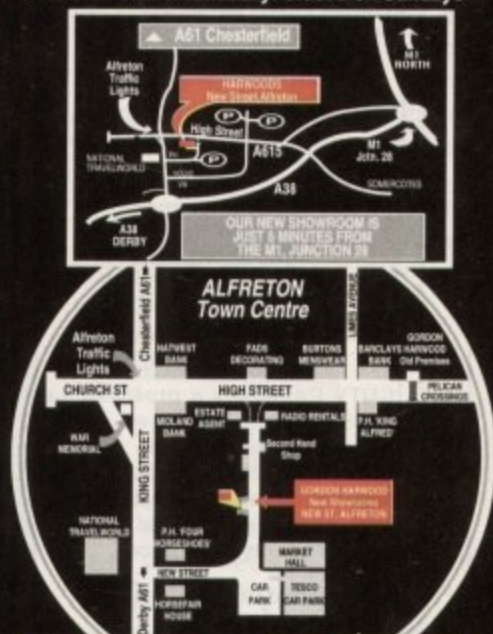 A61 Chesterfield
M1
NORTH
Alfreton
Traffic
Lights
HARWOODS
New Street Alfreton
P
P
High Street
NATIONAL
TRAVELWORLD
P
A615
M1
Jctn. 28
A38
SOMERCOTES
A38
DERBY
OUR NEW SHOWROOM IS
JUST 5 MINUTES FROM
THE M1, JUNCTION 28
ALFRETON
Town Centre
Chesterfield A61
LIMES AVENUE
Alfreton
Traffic
Lights
NATWEST
BANK
FADS
DECORATING
BURTONS
MENSWEAR
BARCLAYS
BANK
GORDON
HARWOOD
Old Premises
CHURCH ST
HIGH STREET
PELICAN
CROSSINGS
WAR
MEMORIAL
MIDLAND
BANK
ESTATE
AGENT
RADIO RENTALS
P.H. 'KING
ALFRED'
Second Hand
Shop
KING STREET
GORDON HARWOOD
New Showrooms
NEW ST. ALFRETON
NATIONAL
TRAVELWORLD
P.H. 'FOUR
HORSESHOES'
NEW STREET
MARKET
HALL
CAR
PARK
TESCO
CAR PARK
HORSEFAIR
HOUSE
Derby A61